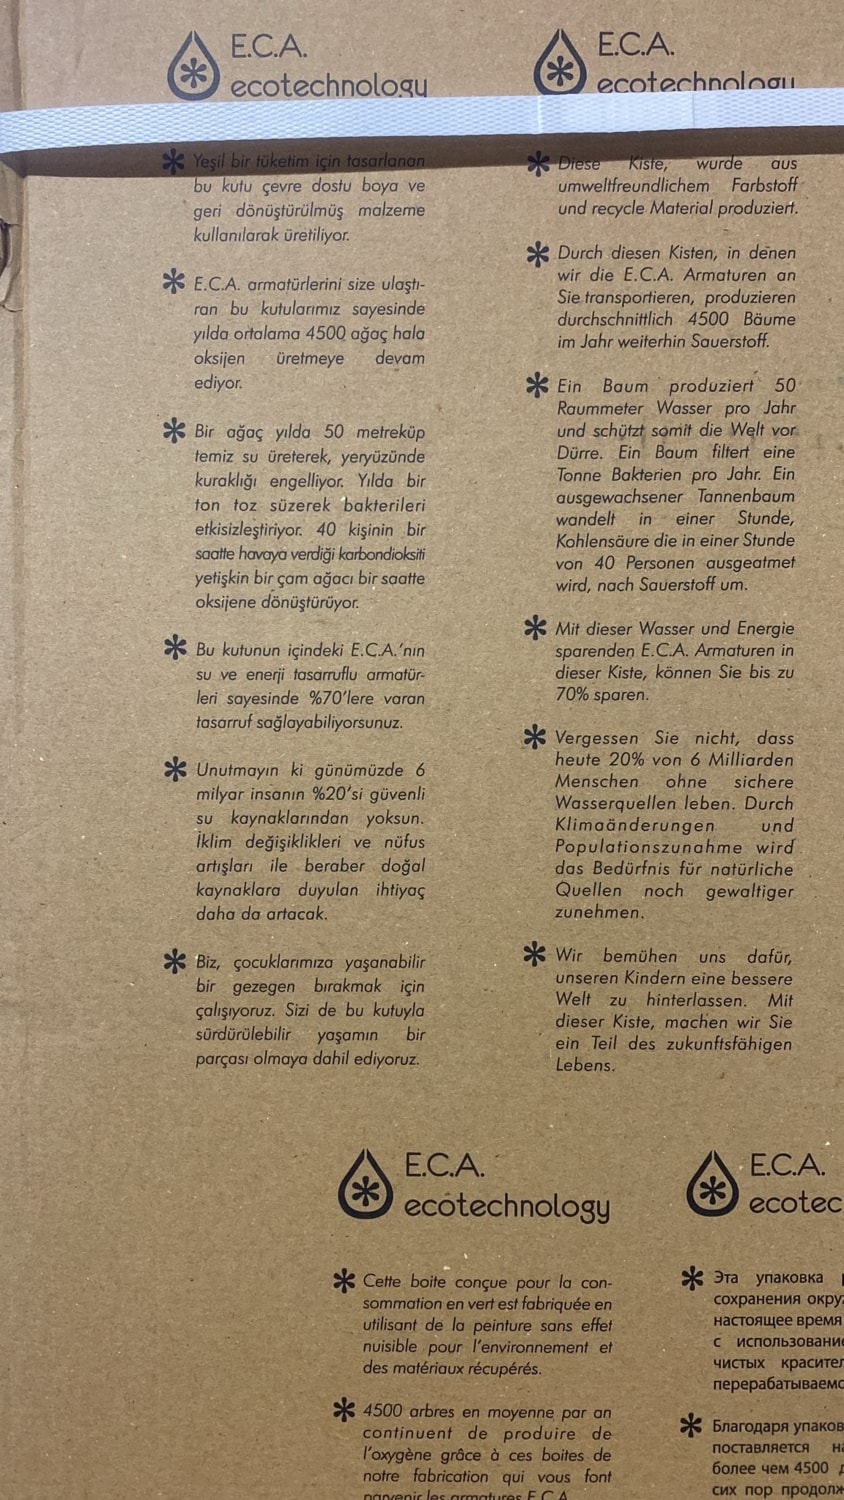 E.C.A.
ecotechnology
Yeşil bir tüketim için tasarlanan
bu kutu çevre dostu boya ve
geri dönüştürülmüş malzeme
kullanılarak üretiliyor.
E.C.A. armatürlerini size ulaştı-
ran bu kutularımız sayesinde
yılda ortalama 4500 ağaç hala
oksijen üretmeye devam
ediyor.
Bir ağaç yılda 50 metreküp
temiz su üreterek, yeryüzünde
kuraklığı engelliyor. Yılda bir
ton toz süzerek bakterileri
etkisizleştiriyor. 40 kişinin bir
saatte havaya verdiği karbondioksiti
yetişkin bir çam ağacı bir saatte
oksijene dönüştürüyor.
Bu kutunun içindeki E.C.A.'nın
su ve enerji tasarruflu armatür-
leri sayesinde %70'lere varan
tasarruf sağlayabiliyorsunuz.
Unutmayın ki günümüzde 6
milyar insanın %20'si güvenli
su kaynaklarından yoksun.
İklim değişiklikleri ve nüfus
artışları ile beraber doğal
kaynaklara duyulan ihtiyaç
daha da artacak.
Biz, çocuklarımıza yaşanabilir
bir gezegen bırakmak için
çalışıyoruz. Sizi de bu kutuyla
sürdürülebilir yaşamın bir
parçası olmaya dahil ediyoruz.
E.C.A.
ecotechnology
Diese Kiste, wurde aus
umweltfreundlichem Farbstoff
und recycle Material produziert.
Durch diesen Kisten, in denen
wir die E.C.A. Armaturen an
Sie transportieren, produzieren
durchschnittlich 4500 Bäume
im Jahr weiterhin Sauerstoff.
Ein Baum produziert 50
Raummeter Wasser pro Jahr
und schützt somit die Welt vor
Dürre. Ein Baum filtert eine
Tonne Bakterien pro Jahr. Ein
ausgewachsener Tannenbaum
wandelt in einer Stunde,
Kohlensäure die in einer Stunde
von 40 Personen ausgeatmet
wird, nach Sauerstoff um.
Mit dieser Wasser und Energie
sparenden E.C.A. Armaturen in
dieser Kiste, können Sie bis zu
70% sparen.
Vergessen Sie nicht, dass
heute 20% von 6 Milliarden
Menschen ohne sichere
Wasserquellen leben. Durch
Klimaänderungen und
Populationszunahme wird
das Bedürfnis für natürliche
Quellen noch gewaltiger
zunehmen.
Wir bemühen uns dafür,
unseren Kindern eine bessere
Welt zu hinterlassen. Mit
dieser Kiste, machen wir Sie
ein Teil des zukunftsfähigen
Lebens.
E.C.A.
ecotechnology
Cette boite conçue pour la con-
sommation en vert est fabriquée en
utilisant de la peinture sans effet
nuisible pour l'environnement et
des matériaux récupérés.
4500 arbres en moyenne par an
continuent de produire de
l'oxygène grâce à ces boites de
notre fabrication qui vous font
parvenir les armatures E.C.A.
E.C.A.
ecotec
Эта упаковка
сохранения окру
настоящее время
с использование
чистых красител
перерабатываемо
Благодаря упаков
поставляется на
более чем 4500 д
сих пор продолж